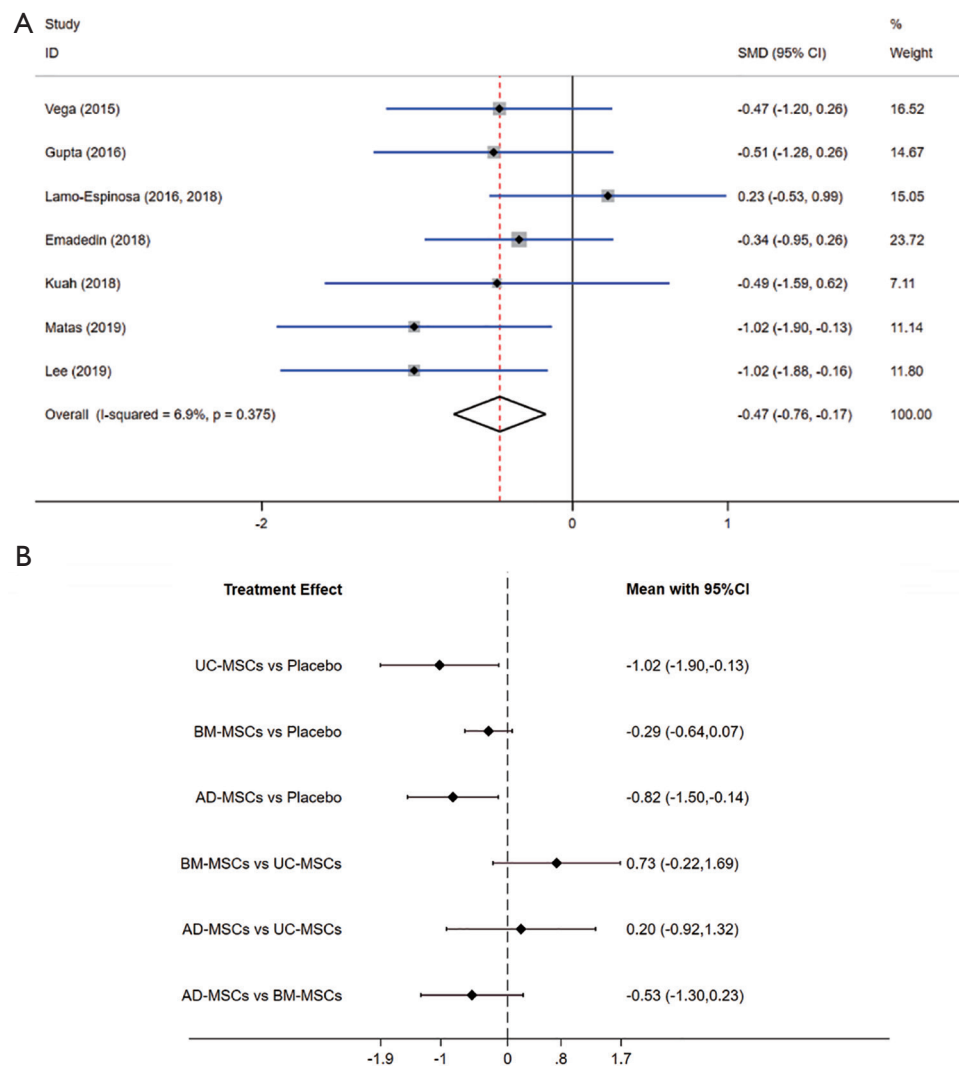 A
Study %
ID SMD (95% CI) Weight
Vega (2015) -0.47 (-1.20, 0.26) 16.52
Gupta (2016) -0.51 (-1.28, 0.26) 14.67
Lamo-Espinosa (2016, 2018) 0.23 (-0.53, 0.99) 15.05
Emadedin (2018) -0.34 (-0.95, 0.26) 23.72
Kuah (2018) -0.49 (-1.59, 0.62) 7.11
Matas (2019) -1.02 (-1.90, -0.13) 11.14
Lee (2019) -1.02 (-1.88, -0.16) 11.80
Overall (I-squared = 6.9%, p = 0.375) -0.47 (-0.76, -0.17) 100.00
-2 0 1
B
Treatment Effect Mean with 95%CI
UC-MSCs vs Placebo -1.02 (-1.90,-0.13)
BM-MSCs vs Placebo -0.29 (-0.64,0.07)
AD-MSCs vs Placebo -0.82 (-1.50,-0.14)
BM-MSCs vs UC-MSCs 0.73 (-0.22,1.69)
AD-MSCs vs UC-MSCs 0.20 (-0.92,1.32)
AD-MSCs vs BM-MSCs -0.53 (-1.30,0.23)
-1.9 -1 0 .8 1.7